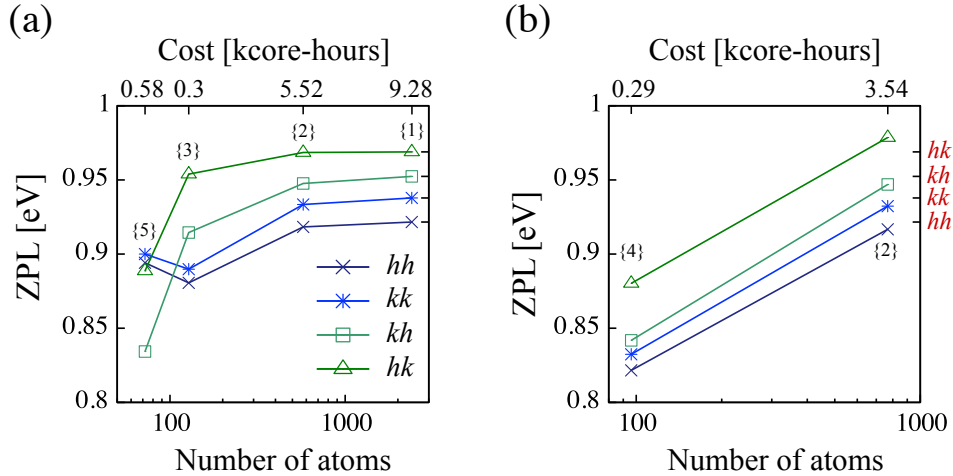 (a)
Cost [kcore-hours]
0.58 0.3 5.52 9.28
1
0.95
0.9
0.85
0.8
ZPL [eV]
{5}
{3}
{2}
{1}
hh
kk
kh
hk
100 1000
Number of atoms
(b)
Cost [kcore-hours]
0.29 3.54
1
0.95
0.9
0.85
0.8
ZPL [eV]
{4}
{2}
hk
kh
kk
hh
100 1000
Number of atoms